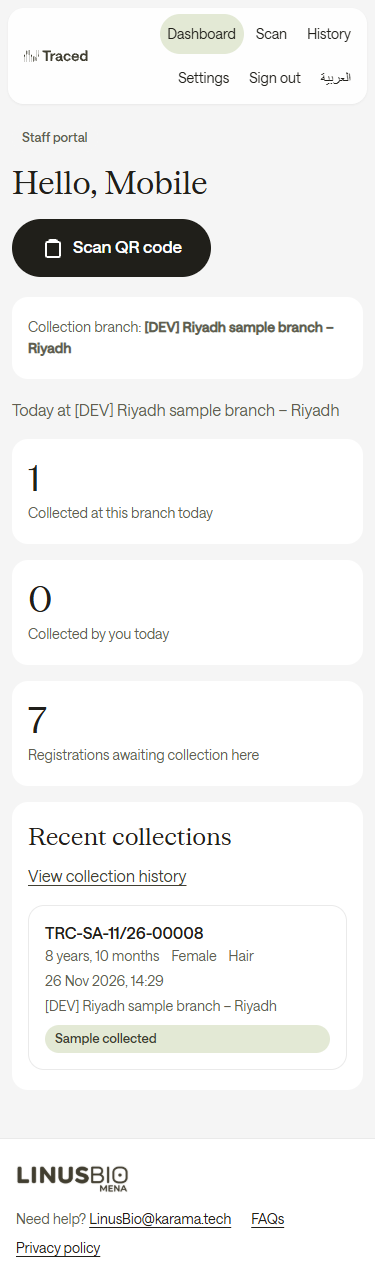 Traced
Dashboard Scan History
Settings Sign out العربية
Staff portal
Hello, Mobile
Scan QR code
Collection branch: [DEV] Riyadh sample branch –
Riyadh
Today at [DEV] Riyadh sample branch – Riyadh
1
Collected at this branch today
0
Collected by you today
7
Registrations awaiting collection here
Recent collections
View collection history
TRC-SA-11/26-00008
8 years, 10 months Female Hair
26 Nov 2026, 14:29
[DEV] Riyadh sample branch – Riyadh
Sample collected
LINUSBIO
MENA
Need help? LinusBio@karama.tech FAQs
Privacy policy